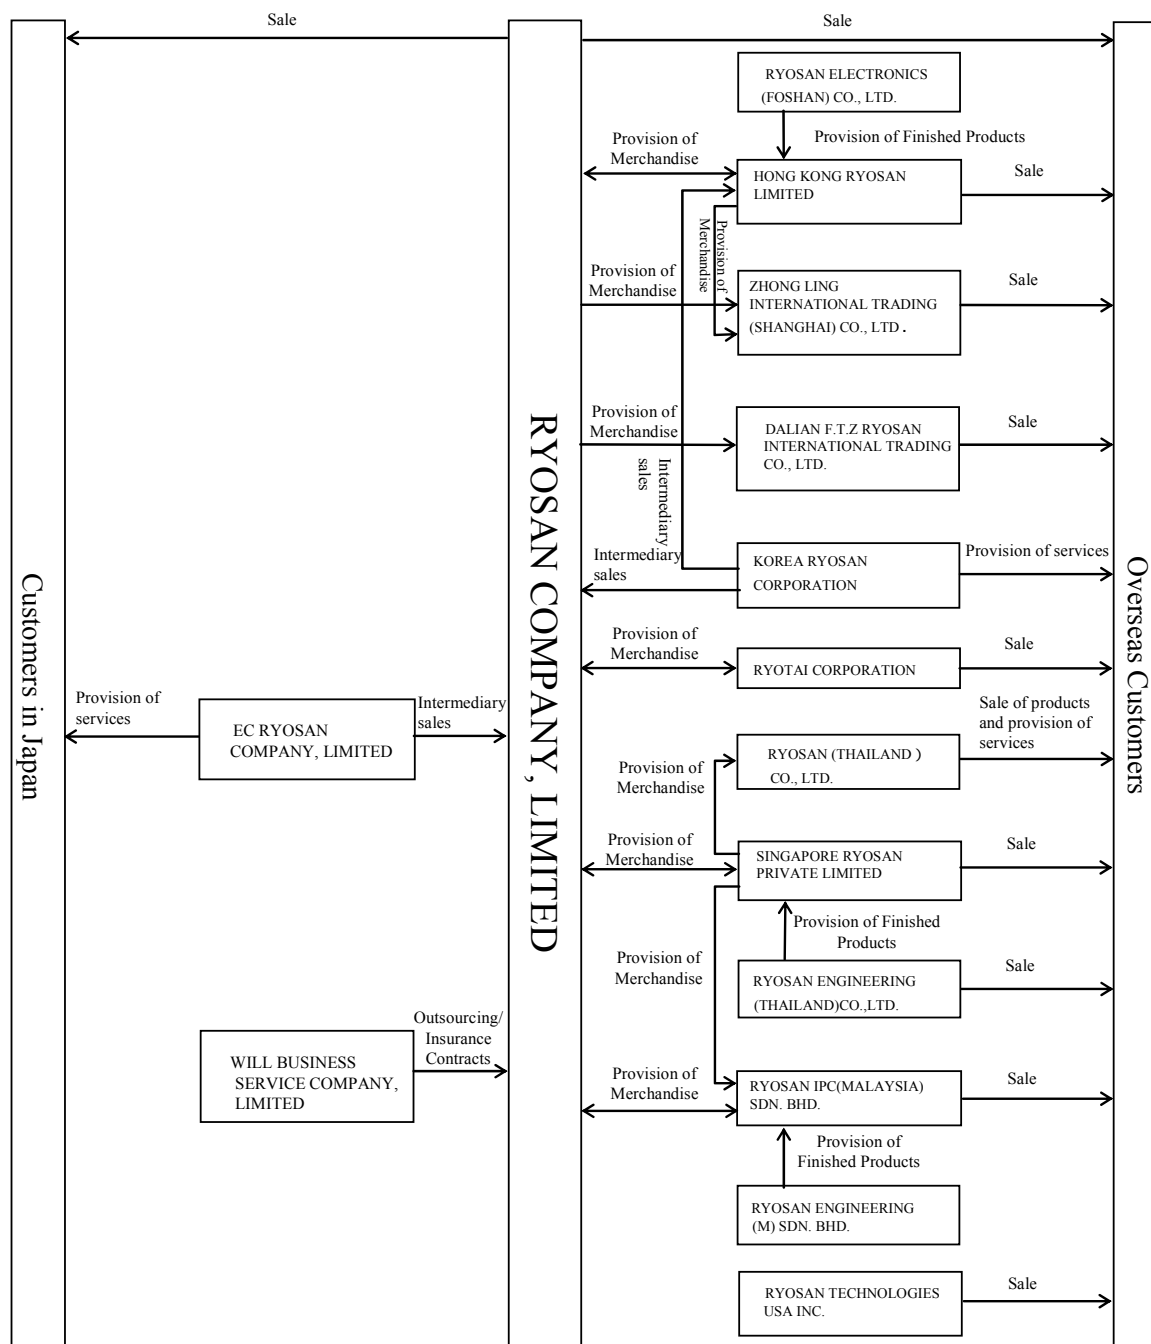 Sale
Sale
RYOSAN ELECTRONICS
(FOSHAN) CO., LTD.
Provision of
Merchandise
Provision of Finished Products
HONG KONG RYOSAN
LIMITED
Sale
Provision of
Merchandise
Provision of
Merchandise
ZHONG LING
INTERNATIONAL TRADING
(SHANGHAI) CO., LTD.
Sale
Provision of
Merchandise
DALIAN F.T.Z RYOSAN
INTERNATIONAL TRADING
CO., LTD.
Sale
Intermediary
sales
Intermediary
sales
KOREA RYOSAN
CORPORATION
Provision of services
Customers in Japan
RYOSAN COMPANY, LIMITED
Overseas Customers
Provision of
Merchandise
RYOTAI CORPORATION
Sale
Provision of
services
EC RYOSAN
COMPANY, LIMITED
Intermediary
sales
Provision of
Merchandise
RYOSAN (THAILAND )
CO., LTD.
Sale of products
and provision of
services
Provision of
Merchandise
SINGAPORE RYOSAN
PRIVATE LIMITED
Sale
Provision of Finished
Products
Provision of
Merchandise
RYOSAN ENGINEERING
(THAILAND)CO.,LTD.
Sale
WILL BUSINESS
SERVICE COMPANY,
LIMITED
Outsourcing/
Insurance
Contracts
Provision of
Merchandise
RYOSAN IPC(MALAYSIA)
SDN. BHD.
Sale
Provision of
Finished Products
RYOSAN ENGINEERING
(M) SDN. BHD.
RYOSAN TECHNOLOGIES
USA INC.
Sale